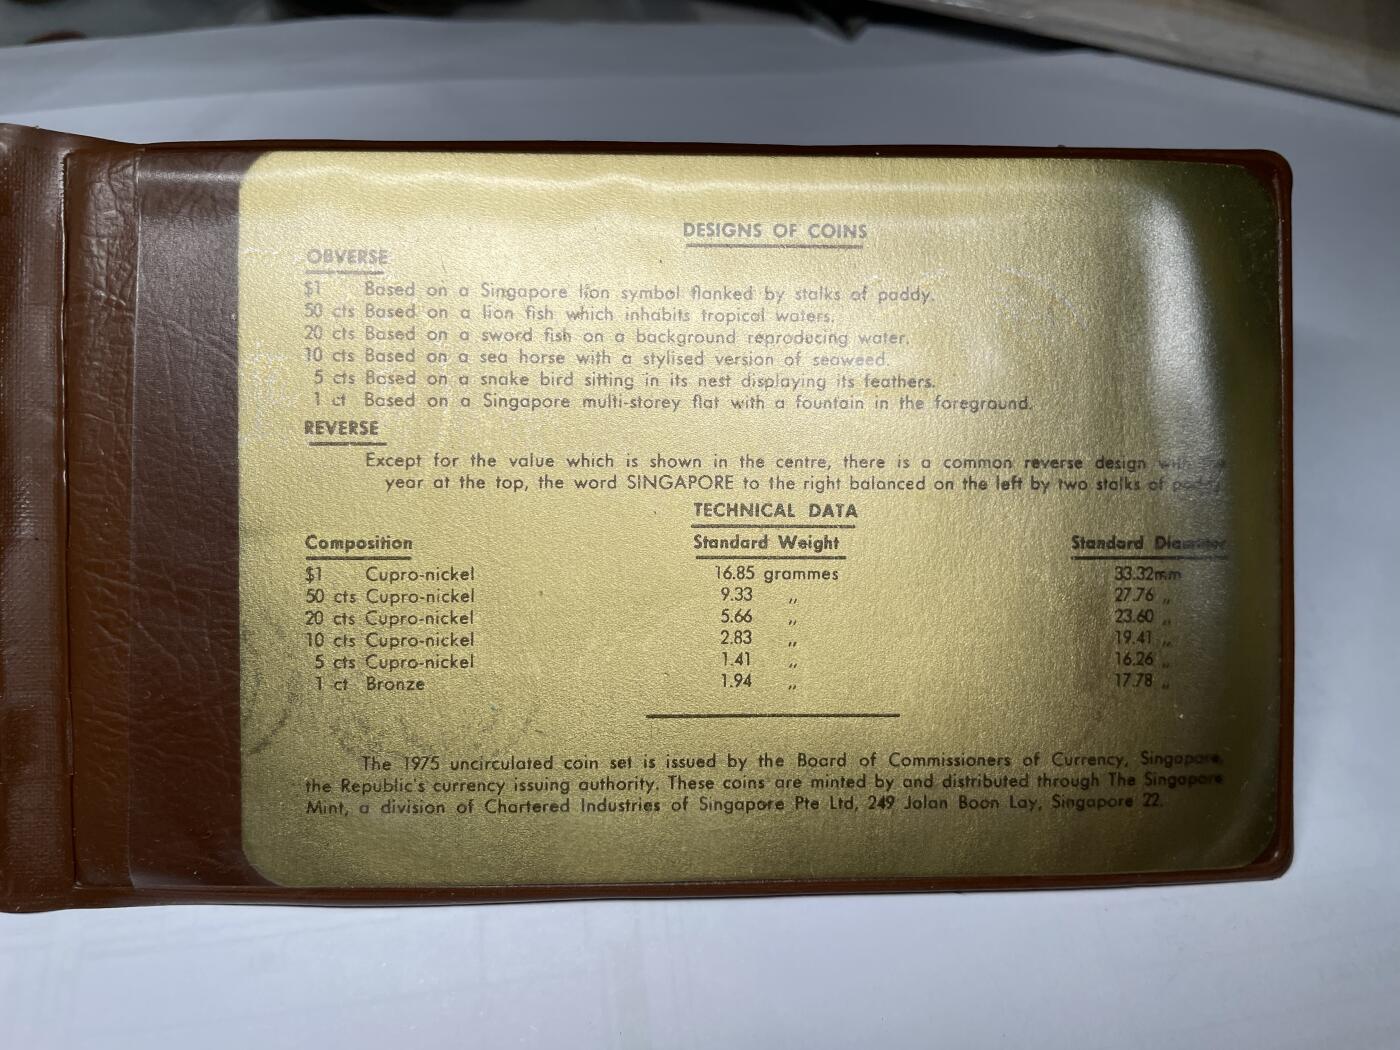 DESIGNS OF COINS
OBVERSE
$1 Based on a Singapore lion symbol flanked by stalks of paddy.
50 cts Based on a lion fish which inhabits tropical waters.
20 cts Based on a sword fish on a background reproducing water.
10 cts Based on a sea horse with a stylised version of seaweed.
5 cts Based on a snake bird sitting in its nest displaying its feathers.
1 ct Based on a Singapore multi-storey flat with a fountain in the foreground.
REVERSE
Except for the value which is shown in the centre, there is a common reverse design with the
year at the top, the word SINGAPORE to the right balanced on the left by two stalks of paddy.
TECHNICAL DATA
Composition Standard Weight Standard Diameter
$1 Cupro-nickel 16.85 grammes 33.32mm
50 cts Cupro-nickel 9.33 ,, 27.76 ,,
20 cts Cupro-nickel 5.66 ,, 23.60 ,,
10 cts Cupro-nickel 2.83 ,, 19.41 ,,
5 cts Cupro-nickel 1.41 ,, 16.26 ,,
1 ct Bronze 1.94 ,, 17.78 ,,
The 1975 uncirculated coin set is issued by the Board of Commissioners of Currency, Singapore,
the Republic's currency issuing authority. These coins are minted by and distributed through The Singapore
Mint, a division of Chartered Industries of Singapore Pte Ltd, 249 Jalan Boon Lay, Singapore 22.